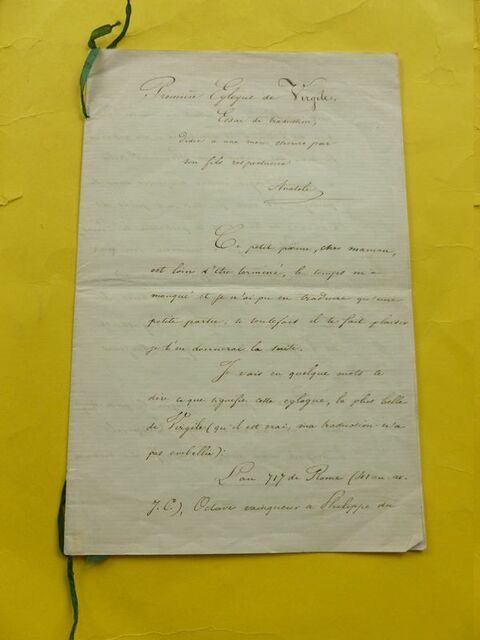 Première Eglogue de Virgile.
Essai de traduction,
dédié à une mère chérie par
son fils respectueux
Anatole
Ce petit poème, chère maman,
est loin d'être terminé, le temps m'a
manqué et je n'ai pu en traduire qu'une
petite partie, si toutefois il te fait plaisir
je t'en donnerai la suite.
Je vais en quelque mots te
dire ce que signifie cette eglogue, la plus belle
de Virgile (qu'il est vrai, ma traduction n'a
pas embellie):
L'an 717 de Rome
J.C.), Octave vainqueur à Philippe du